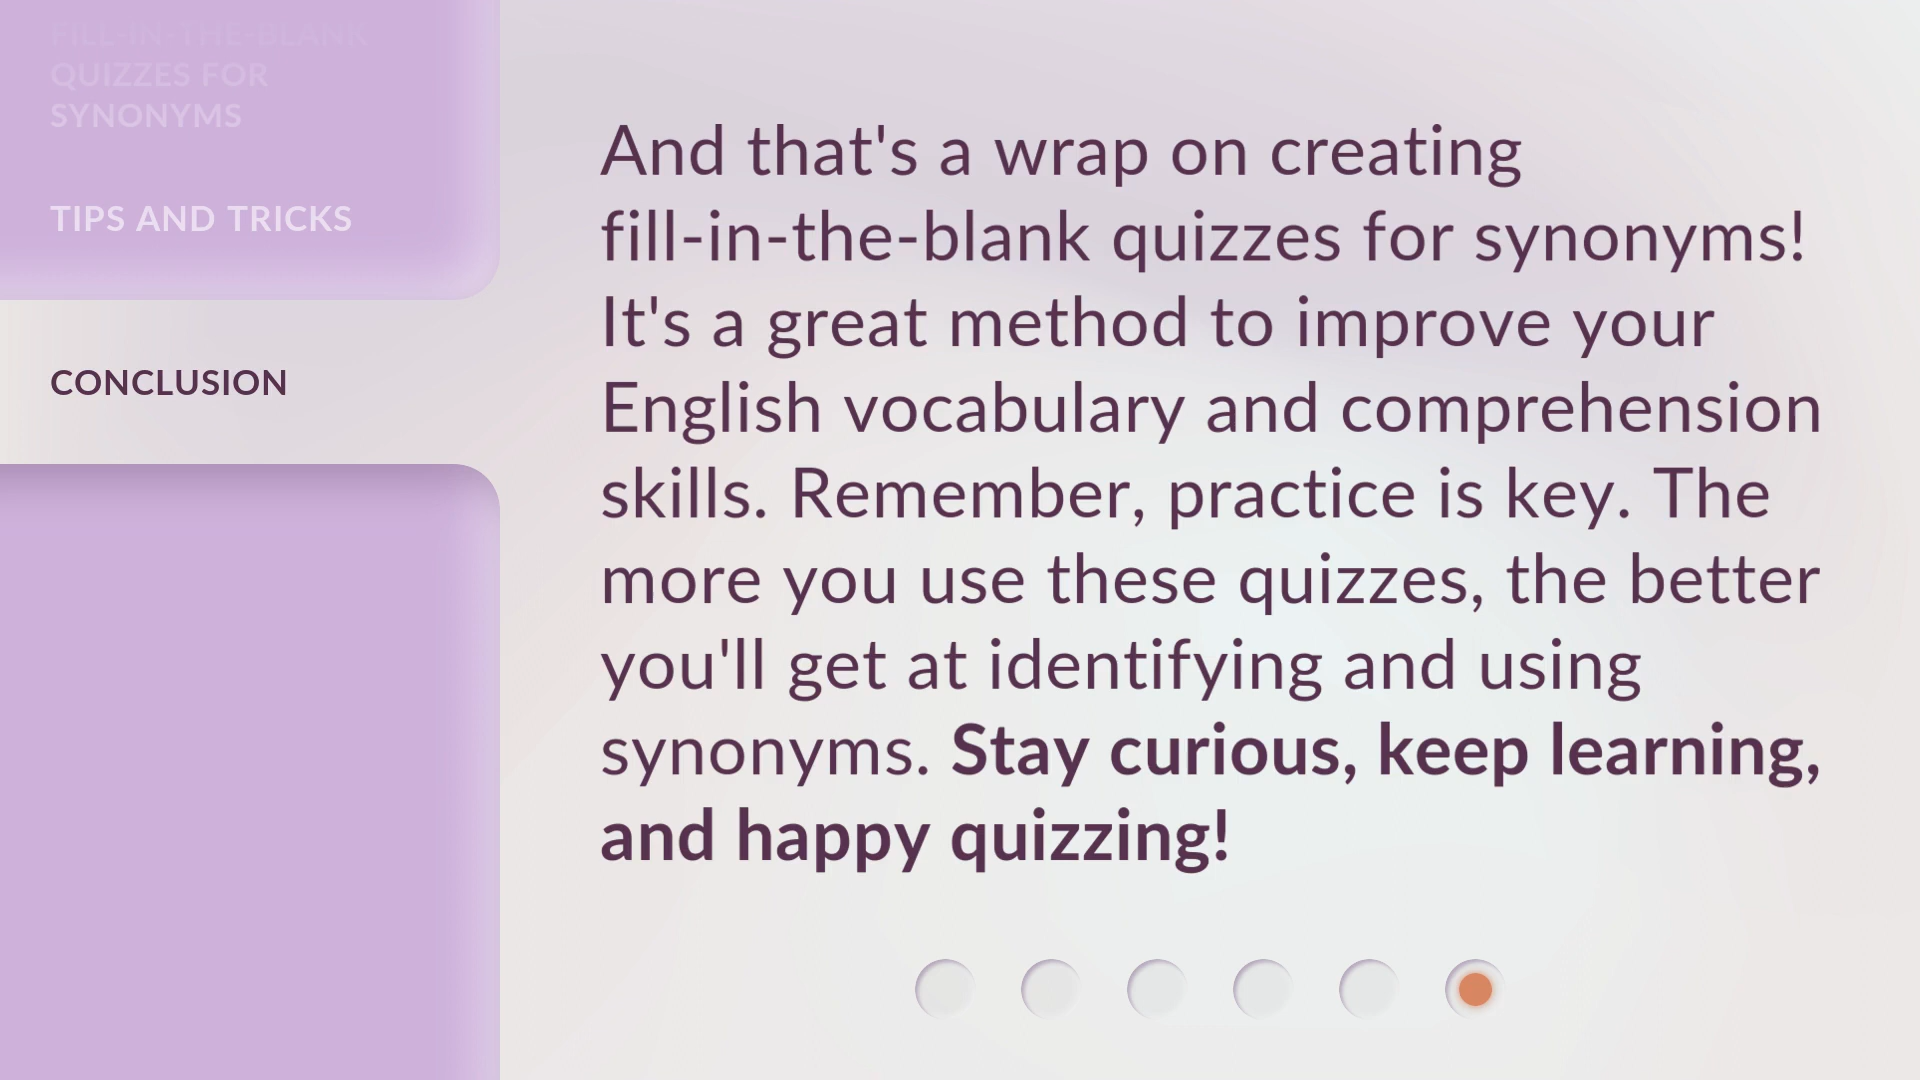 FILL-IN-THE-BLANK
QUIZZES FOR
SYNONYMS
TIPS AND TRICKS
CONCLUSION
And that's a wrap on creating
fill-in-the-blank quizzes for synonyms!
It's a great method to improve your
English vocabulary and comprehension
skills. Remember, practice is key. The
more you use these quizzes, the better
you'll get at identifying and using
synonyms. Stay curious, keep learning,
and happy quizzing!